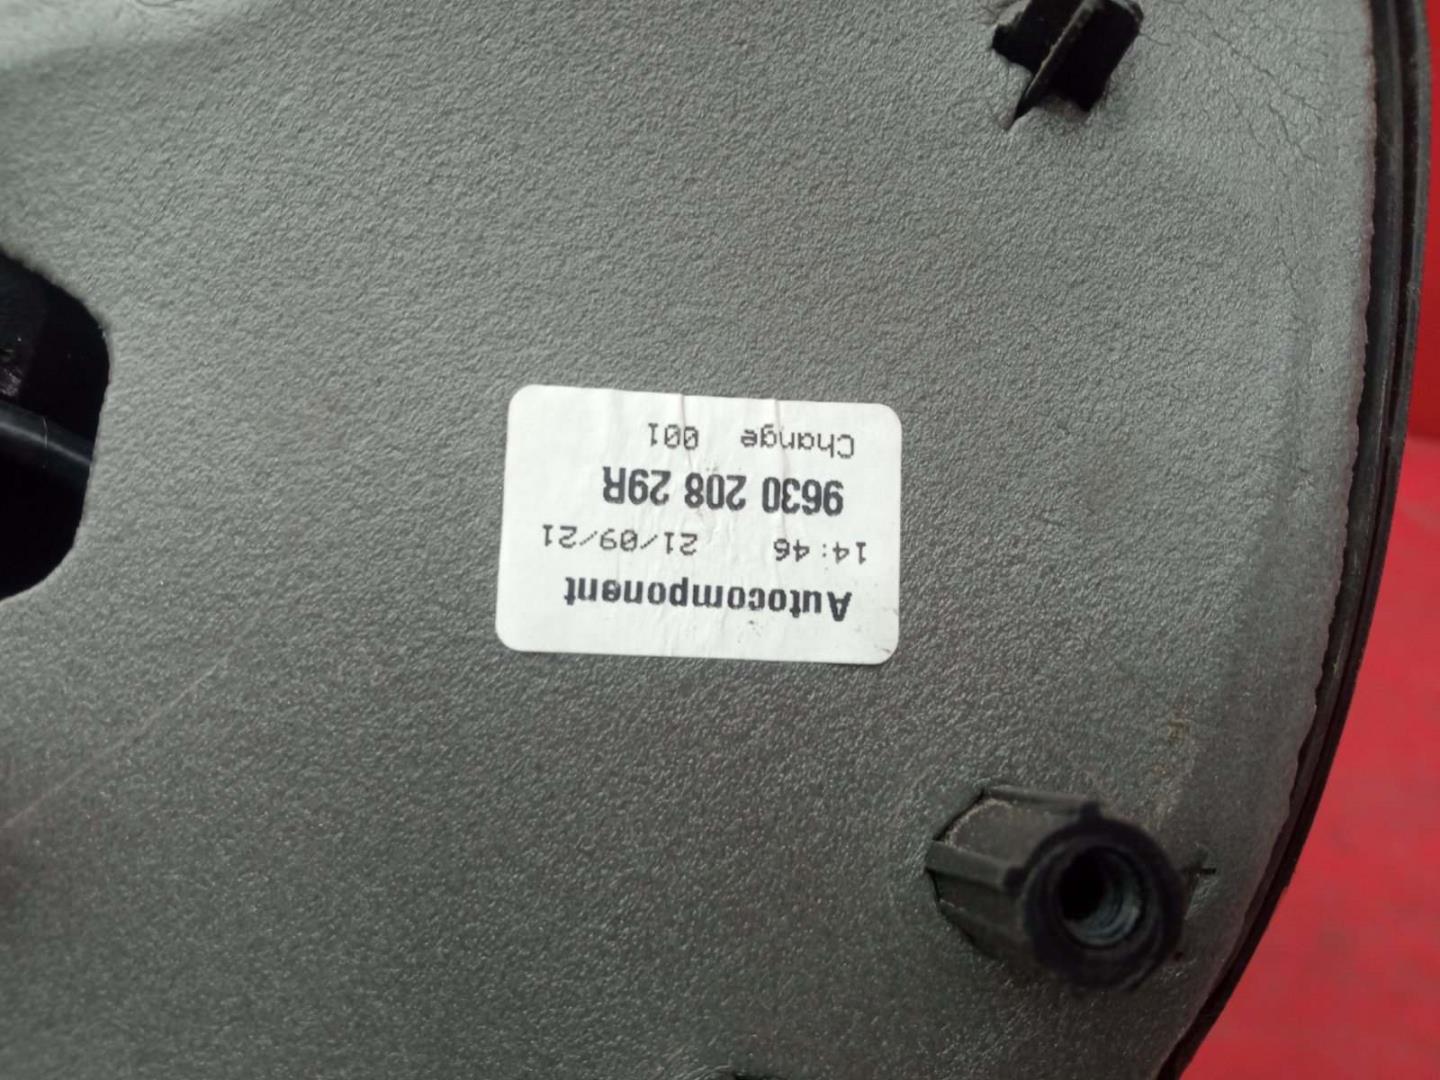 Autocomponent
14:46 21/09/21
9630 208 29R
Change 001